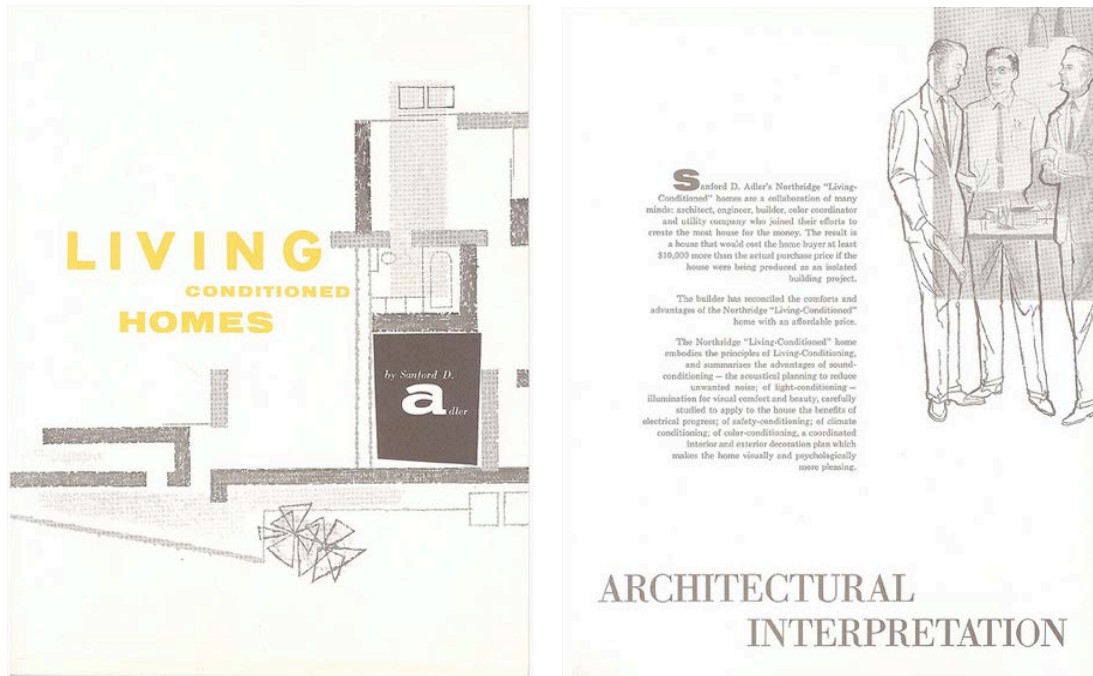 LIVING
CONDITIONED
HOMES
by Sanford D.
adler
Sanford D. Adler's Northridge "Living-
Conditioned" homes are a collaboration of many
minds: architect, engineer, builder, color coordinator
and utility company who joined their efforts to
create the most house for the money. The result is
a house that would cost the home buyer at least
$10,000 more than the actual purchase price if the
house were being produced as an isolated
building project.
The builder has reconciled the comforts and
advantages of the Northridge "Living-Conditioned"
home with an affordable price.
The Northridge "Living-Conditioned" home
embodies the principles of Living-Conditioning,
and summarizes the advantages of sound-
conditioning — the acoustical planning to reduce
unwanted noise; of light-conditioning —
illumination for visual comfort and beauty, carefully
studied to apply to the house the benefits of
electrical progress; of safety-conditioning; of climate
conditioning; of color-conditioning, a coordinated
interior and exterior decoration plan which
makes the home visually and psychologically
more pleasing.
ARCHITECTURAL
INTERPRETATION